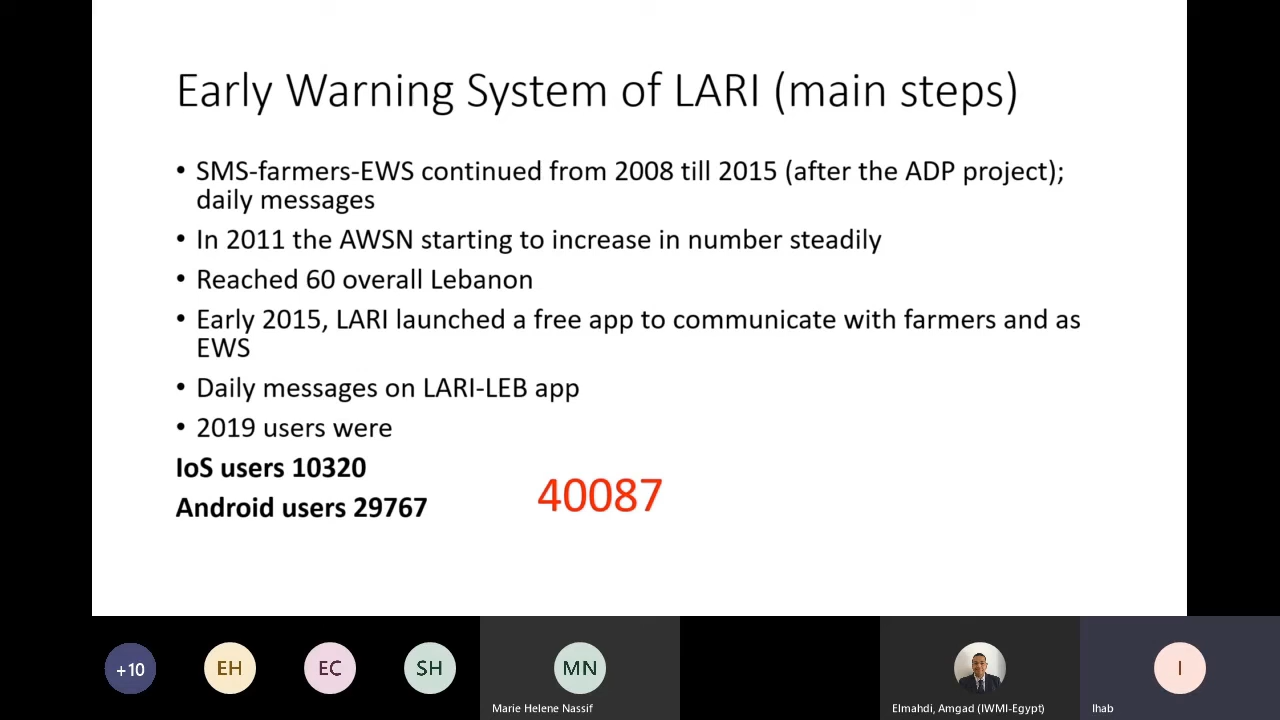 Early Warning System of LARI (main steps)
• SMS-farmers-EWS continued from 2008 till 2015 (after the ADP project);
daily messages
• In 2011 the AWSN starting to increase in number steadily
• Reached 60 overall Lebanon
• Early 2015, LARI launched a free app to communicate with farmers and as
EWS
• Daily messages on LARI-LEB app
• 2019 users were
IoS users 10320
Android users 29767
40087
+10
EH
EC
SH
MN
I
Marie Helene Nassif
Elmahdi, Amgad (IWMI-Egypt)
Ihab